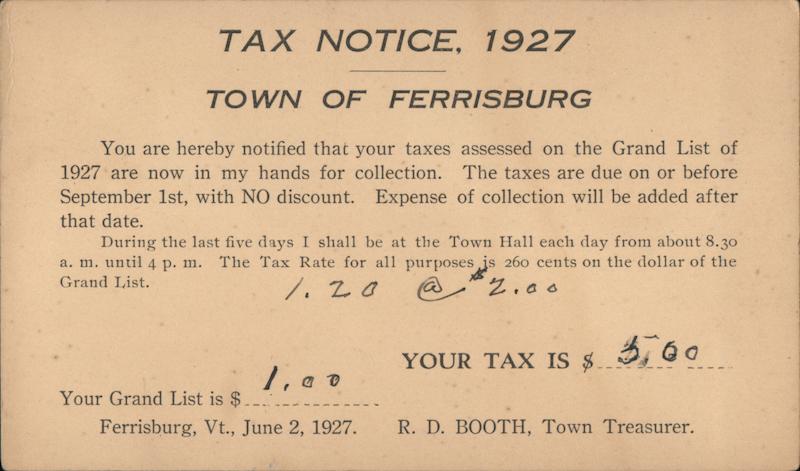 TAX NOTICE, 1927
TOWN OF FERRISBURG
You are hereby notified that your taxes assessed on the Grand List of
1927 are now in my hands for collection. The taxes are due on or before
September 1st, with NO discount. Expense of collection will be added after
that date.
During the last five days I shall be at the Town Hall each day from about 8.30
a. m. until 4 p. m. The Tax Rate for all purposes is 260 cents on the dollar of the
Grand List.
1.20 @ $2.00
YOUR TAX IS $ 5.00
Your Grand List is $ 1.00
Ferrisburg, Vt., June 2, 1927. R. D. BOOTH, Town Treasurer.